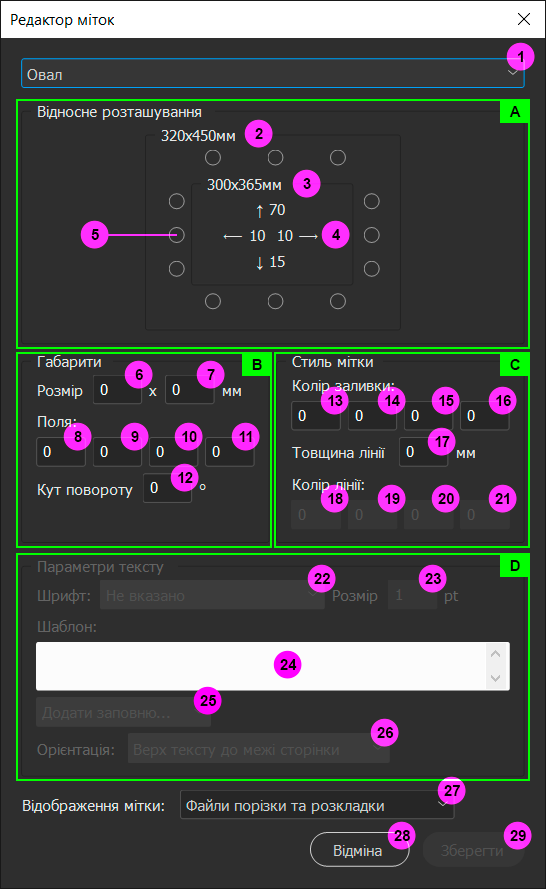 Редактор міток
Овал 1
A
Відносне розташування
320x450мм 2
300x365мм 3
↑ 70
5 ← 10 10 → 4
↓ 15
Габарити B
Розмір 0 6 x 0 7 мм
Поля:
0 8 0 9 0 10 0 11
Кут повороту 0 12 °
Стиль мітки C
Колір заливки:
0 13 0 14 0 15 0 16
Товщина лінії 0 17 мм
Колір лінії:
0 18 0 19 0 20 0 21
Параметри тексту D
Шрифт: Не вказано 22 Розмір 1 23 pt
Шаблон:
24
Додати заповню... 25
Орієнтація: Верх тексту до межі сторінки 26
Відображення мітки: Файли порізки та розкладки 27
Відміна 28 Зберегти 29